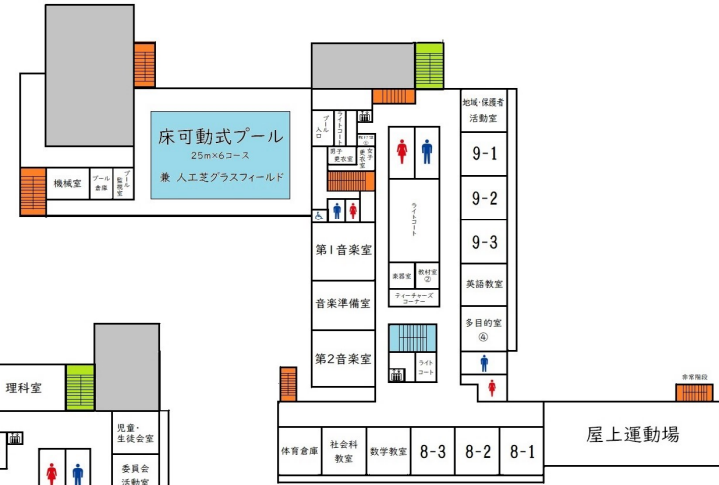 床可動式プール
25m×6コース
兼 人工芝グラスフィールド
機械室
プール
倉庫
プール
監視室
プール
入口
ライトコート
男子
更衣室
女子
更衣室
地域・保護者
活動室
9-1
9-2
9-3
英語教室
多目的室
④
ライトコート
楽器室
教材室
②
ティーチャーズ
コーナー
ライト
コート
第1音楽室
音楽準備室
第2音楽室
非常階段
屋上運動場
体育倉庫
社会科
教室
数学教室
8-3
8-2
8-1
理科室
児童・
生徒会室
委員会
活動室